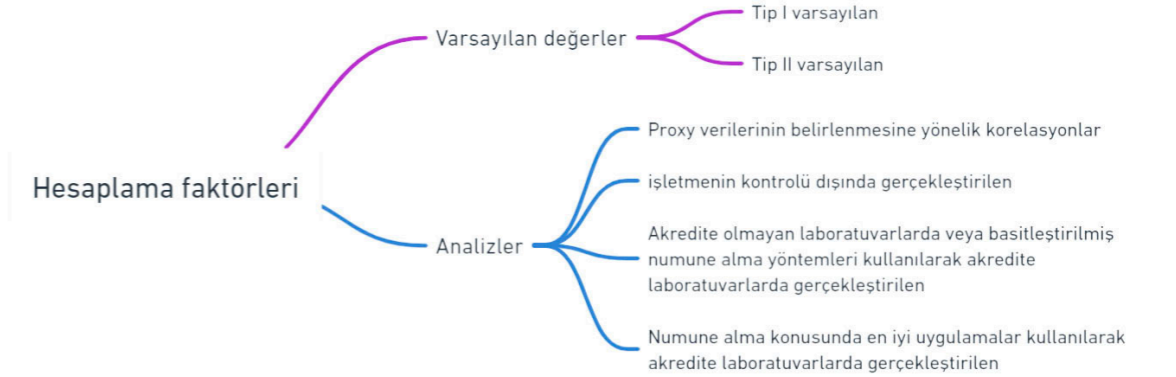 Hesaplama faktörleri
Varsayılan değerler
Tip I varsayılan
Tip II varsayılan
Analizler
Proxy verilerinin belirlenmesine yönelik korelasyonlar
işletmenin kontrolü dışında gerçekleştirilen
Akredite olmayan laboratuvarlarda veya basitleştirilmiş
numune alma yöntemleri kullanılarak akredite
laboratuvarlarda gerçekleştirilen
Numune alma konusunda en iyi uygulamalar kullanılarak
akredite laboratuvarlarda gerçekleştirilen